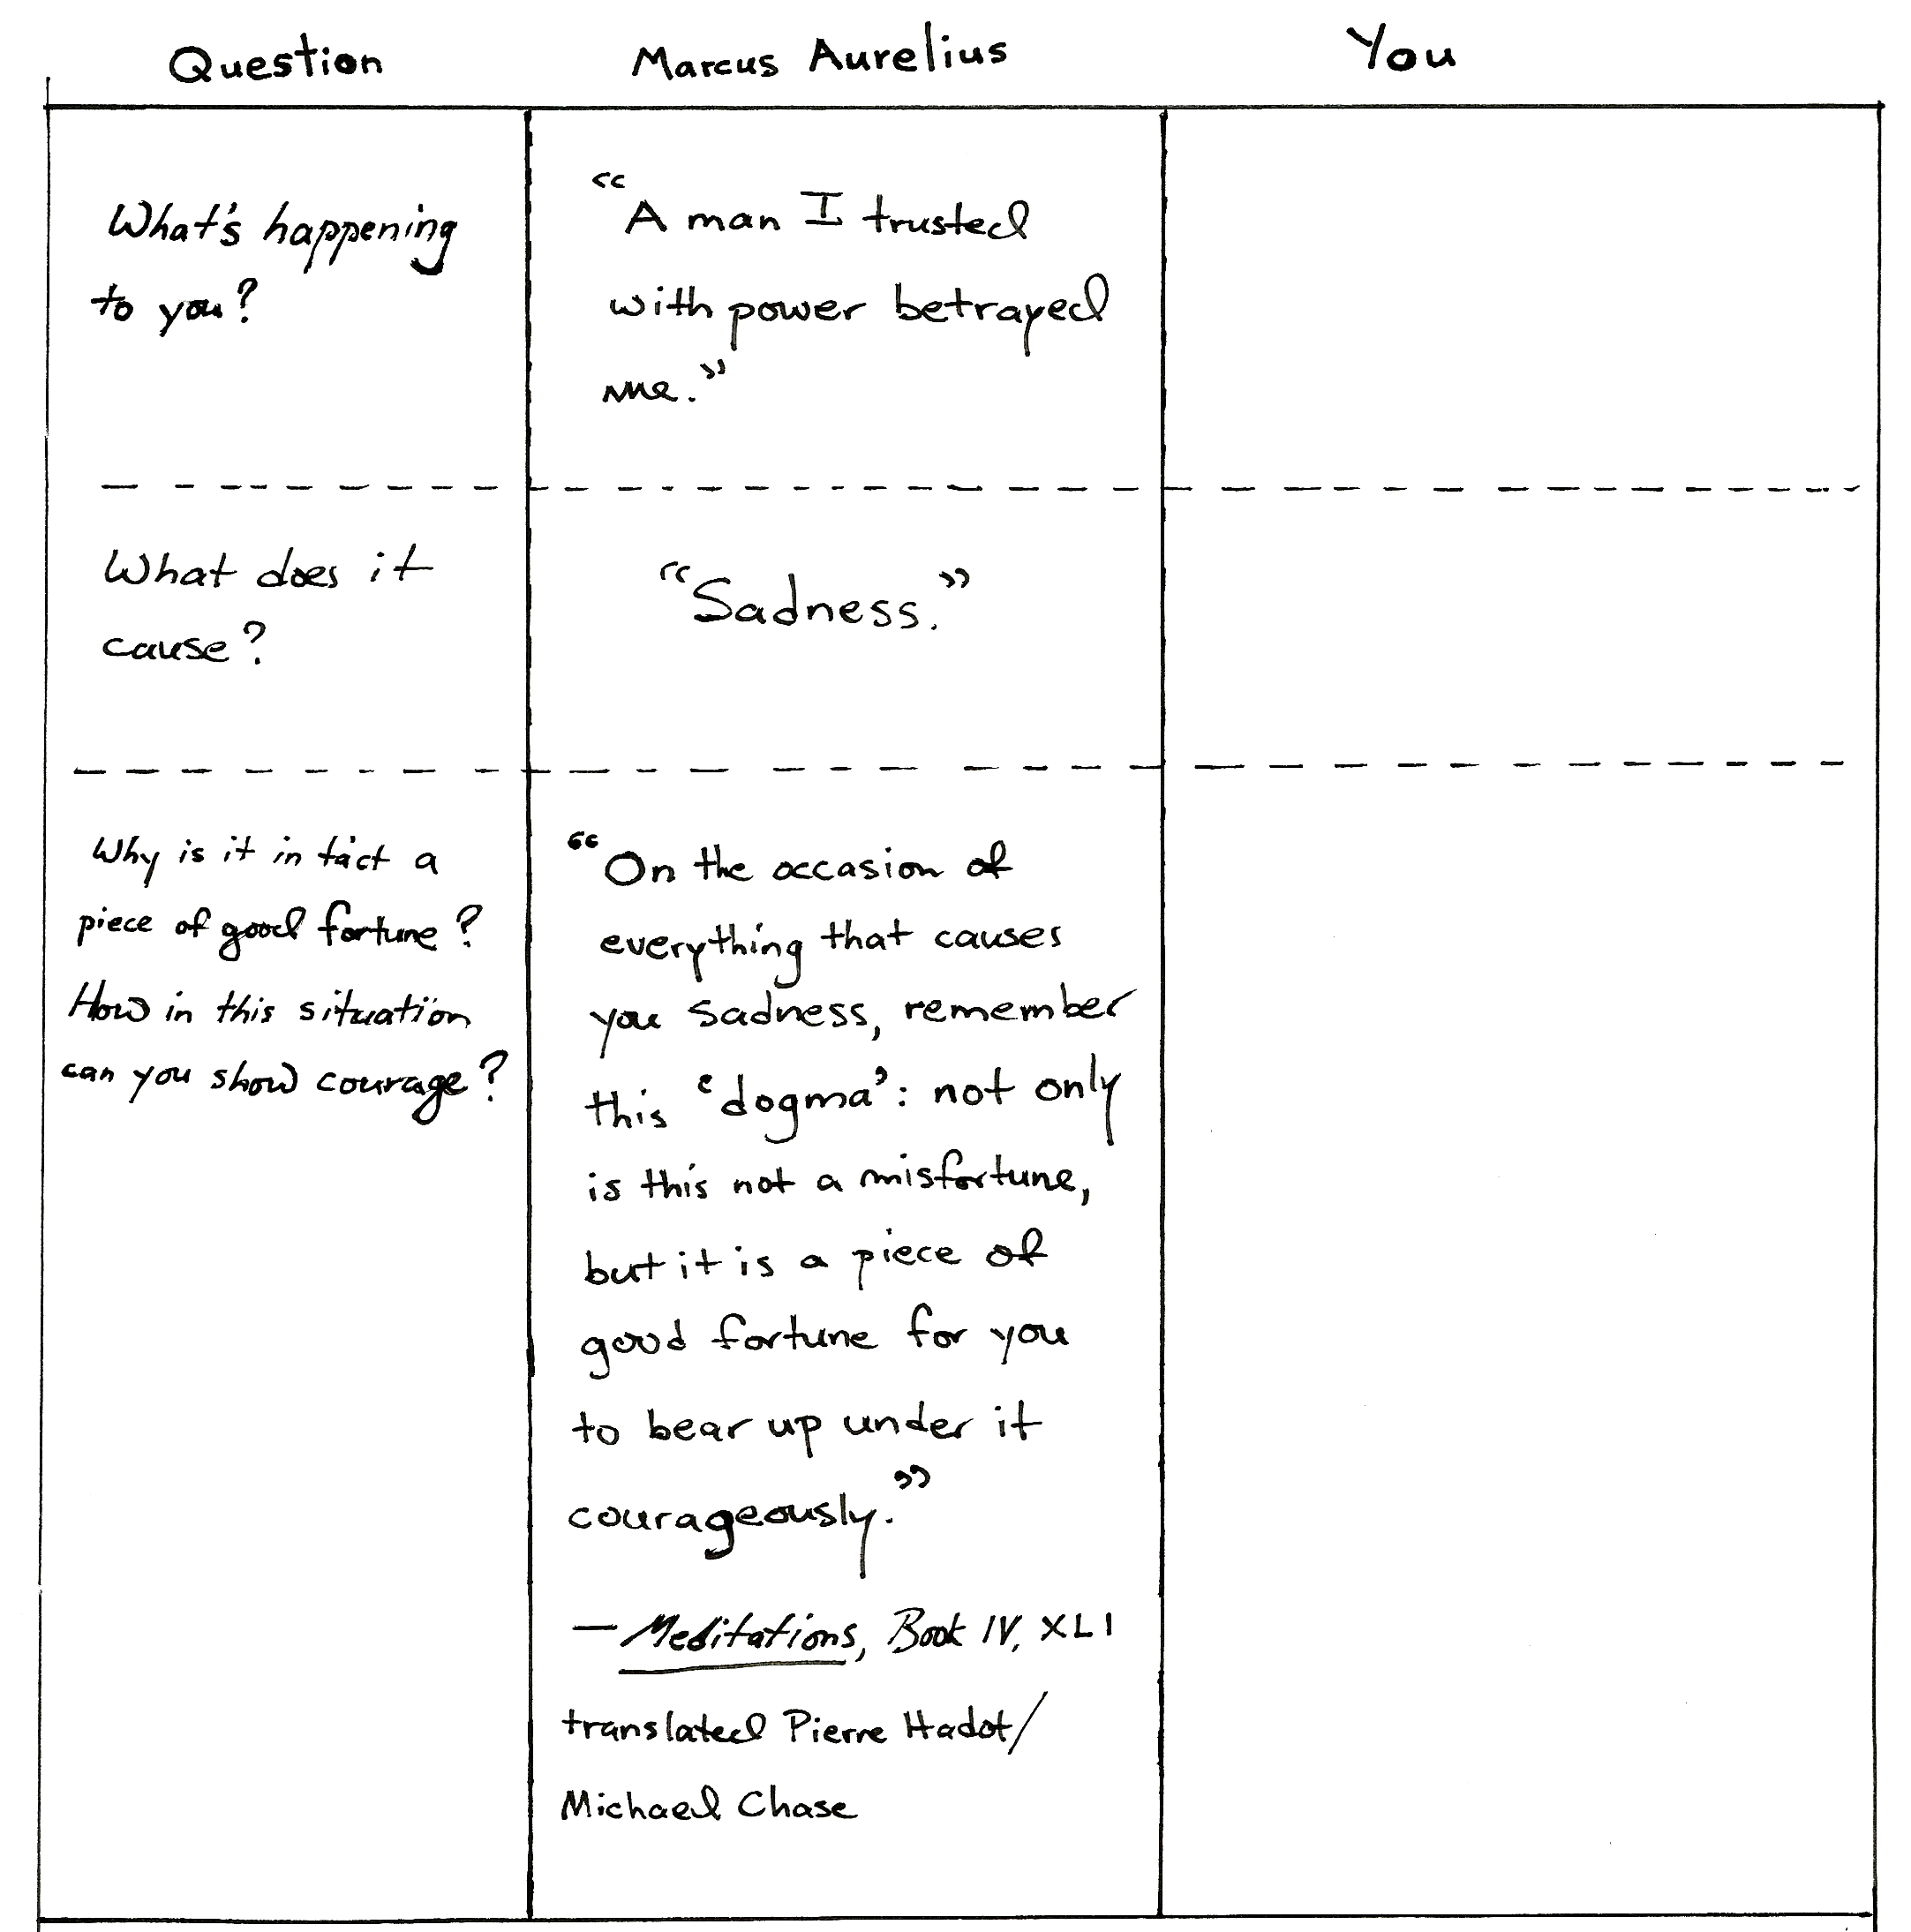 Question
Marcus Aurelius
You
What's happening
to you?
"A man I trusted
with power betrayed
me."
What does it
cause?
"Sadness."
Why is it in fact a
piece of good fortune?
How in this situation
can you show courage?
"On the occasion of
everything that causes
you sadness, remember
this 'dogma': not only
is this not a misfortune,
but it is a piece of
good fortune for you
to bear up under it
courageously."
— Meditations, Book IV, XLI
translated Pierre Hadot/
Michael Chase